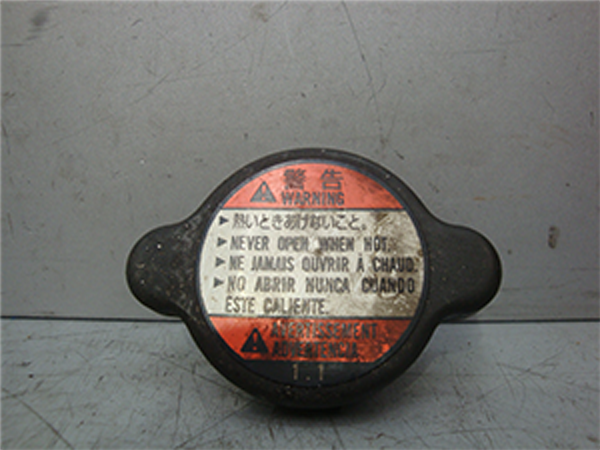 警告
WARNING
▶ 熱いときあけないこと。
▶ NEVER OPEN WHEN HOT.
▶ NE JAMAIS OUVRIR À CHAUD.
▶ NO ABRIR NUNCA CUANDO
ESTE CALIENTE.
AVERTISSEMENT
ADVERTENCIA
1.1